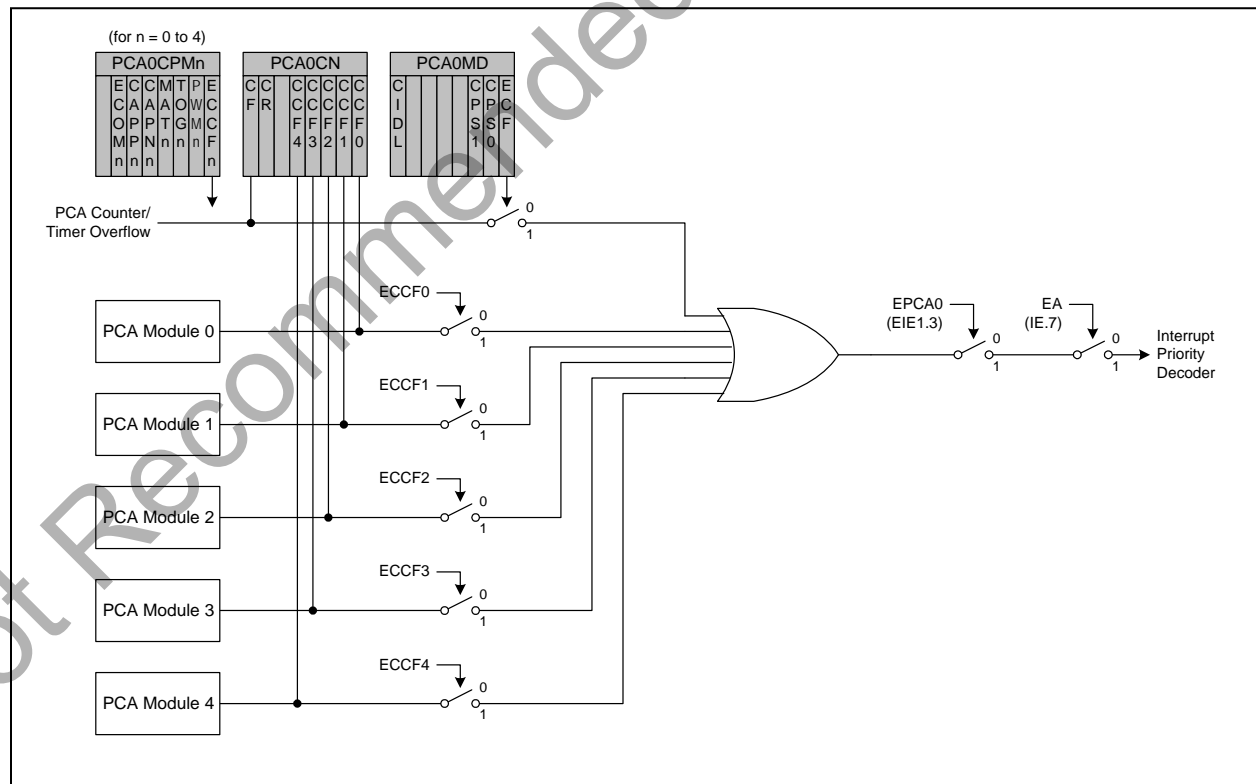 (for n = 0 to 4)
PCA0CPMn PCA0CN PCA0MD
ECOMn CAPPn CAPNn MATn TOGn PWMn ECCFn CF CR CCF4 CCF3 CCF2 CCF1 CCF0 CIDL CPS1 CPS0 ECF
PCA Counter/
Timer Overflow
0
1
PCA Module 0
ECCF0
0
1
PCA Module 1
ECCF1
0
1
PCA Module 2
ECCF2
0
1
PCA Module 3
ECCF3
0
1
PCA Module 4
ECCF4
0
1
EPCA0
(EIE1.3)
0
1
EA
(IE.7)
0
1
Interrupt
Priority
Decoder
Recommended